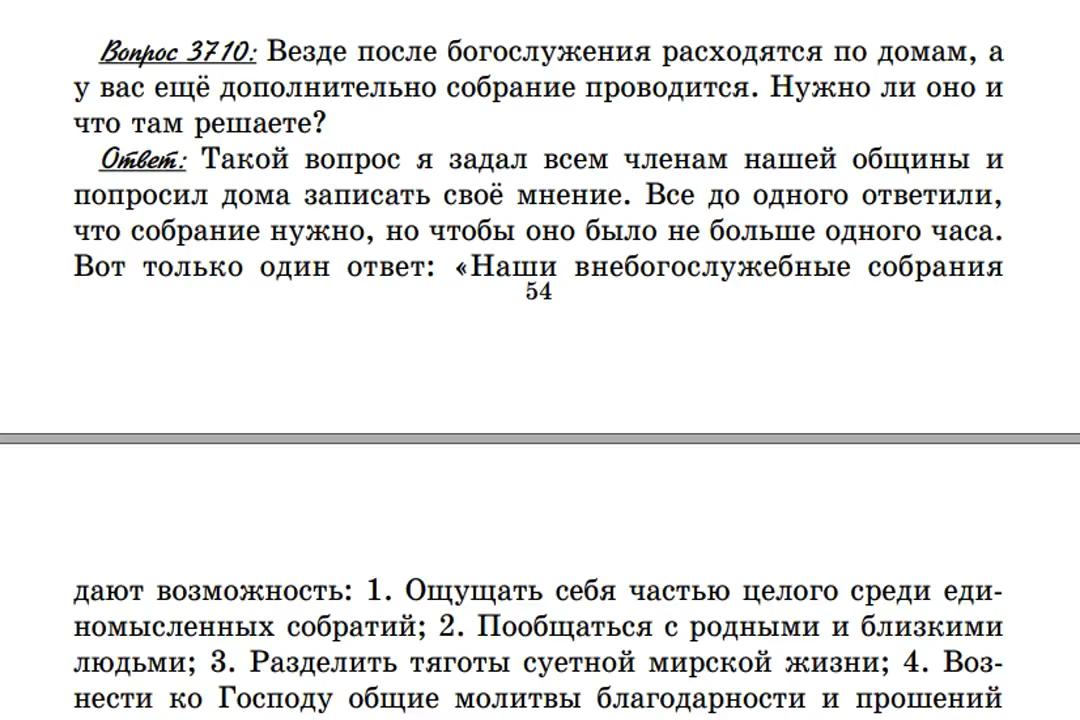 Вопрос 3710: Везде после богослужения расходятся по домам, а
у вас ещё дополнительно собрание проводится. Нужно ли оно и
что там решаете?
Ответ: Такой вопрос я задал всем членам нашей общины и
попросил дома записать своё мнение. Все до одного ответили,
что собрание нужно, но чтобы оно было не больше одного часа.
Вот только один ответ: «Наши внебогослужебные собрания
54
дают возможность: 1. Ощущать себя частью целого среди еди-
номысленных собратий; 2. Пообщаться с родными и близкими
людьми; 3. Разделить тяготы суетной мирской жизни; 4. Воз-
нести ко Господу общие молитвы благодарности и прошений